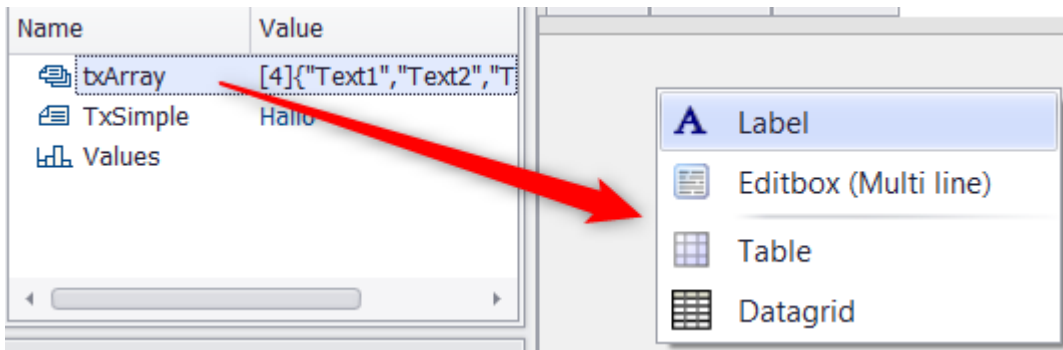 Name Value
txArray [4]{"Text1","Text2","T
TxSimple Hallo
Values
Label
Editbox (Multi line)
Table
Datagrid